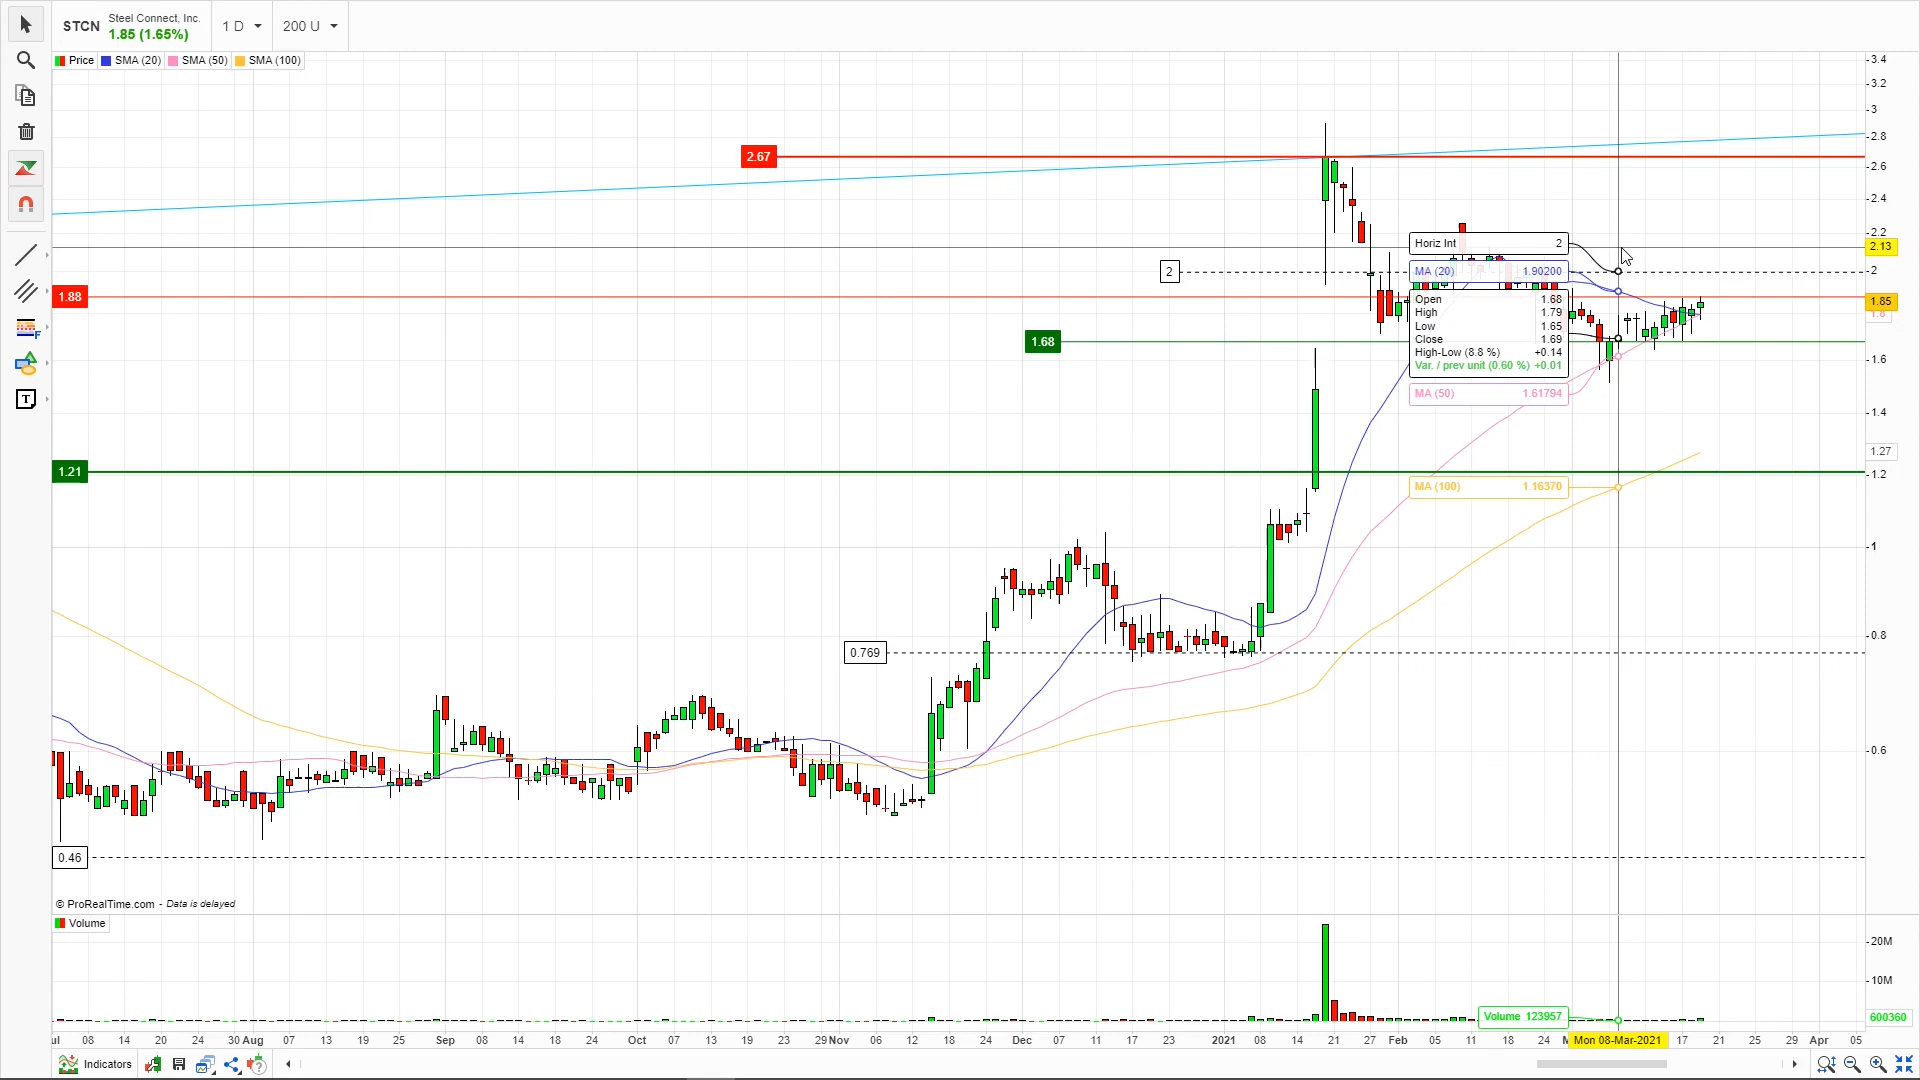 STCN Steel Connect, Inc. 1 D 200 U
1.85 (1.65%)
Price SMA (20) SMA (50) SMA (100)
3.4
3.2
3
2.8
2.67
2.6
2.4
2.2
Horiz Int 2
2.13
2
2
MA (20) 1.90200
1.88
1.85
1.8
Open 1.68
High 1.79
Low 1.65
Close 1.69
High-Low (8.8 %) +0.14
Var. / prev unit (0.60 %) +0.01
1.68
1.6
MA (50) 1.61794
1.4
1.27
1.21
1.2
MA (100) 1.16370
1
0.8
0.769
0.6
0.46
© ProRealTime.com - Data is delayed
Volume
20M
10M
Volume 123957
600360
ul 08 14 20 24 30 Aug 07 13 19 25 Sep 08 14 18 24 Oct 07 13 19 23 29 Nov 06 12 18 24 Dec 07 11 17 23 2021 08 14 21 27 Feb 05 11 18 24 M Mon 08-Mar-2021 17 21 25 29 Apr 05
Indicators
F
T